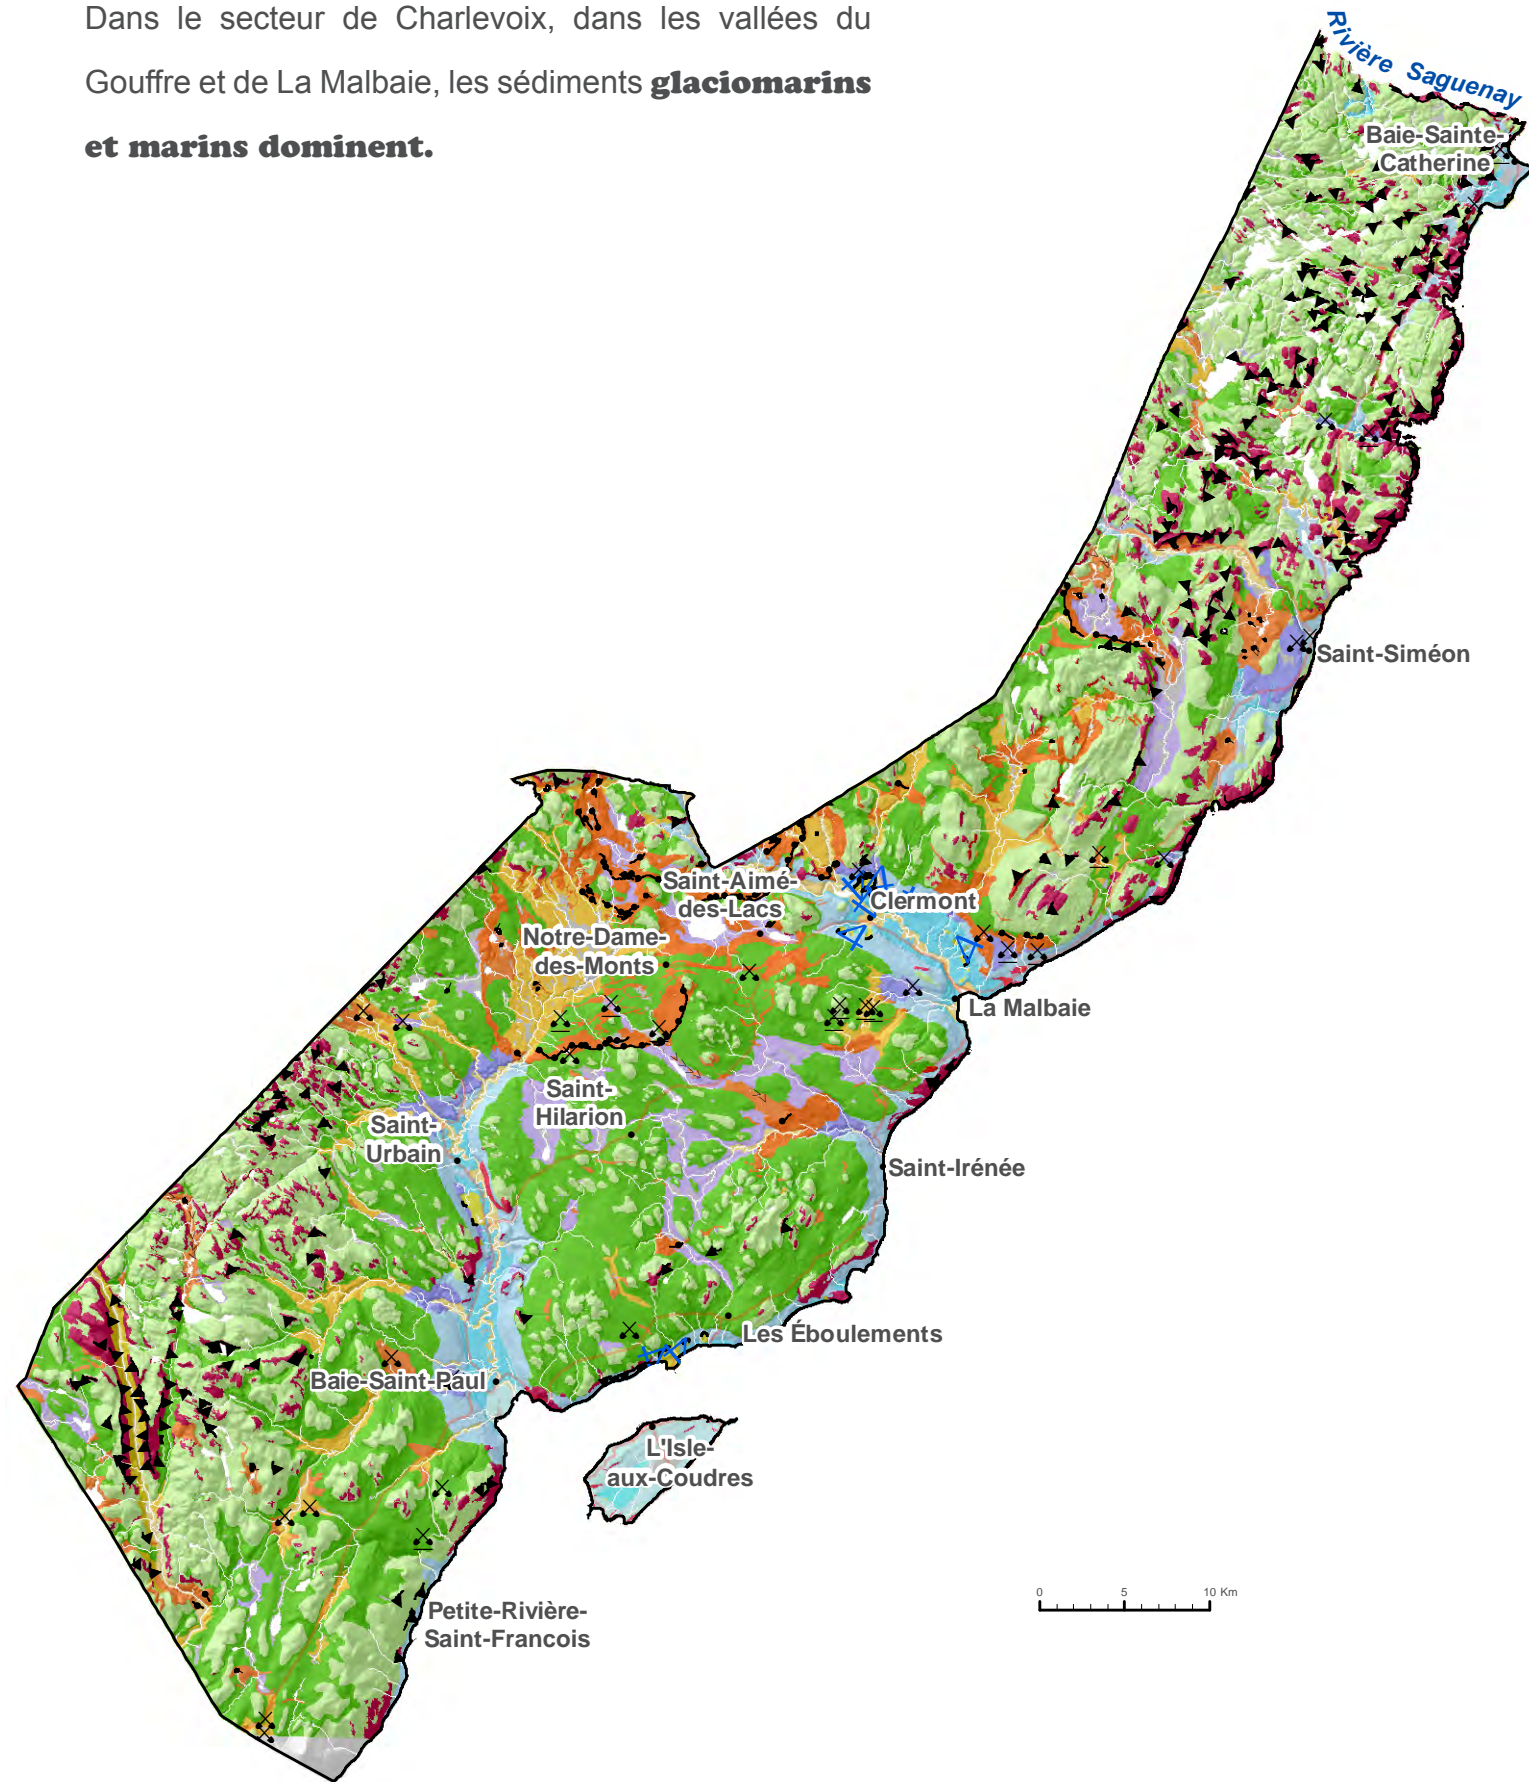 Dans le secteur de Charlevoix, dans les vallées du
Gouffre et de La Malbaie, les sédiments glaciomarins
et marins dominent.
Rivière Saguenay
Baie-Sainte-
Catherine
Saint-Siméon
Saint-Aimé-
des-Lacs
Clermont
Notre-Dame-
des-Monts
La Malbaie
Saint-
Hilarion
Saint-
Urbain
Saint-Irénée
Les Éboulements
Baie-Saint-Paul
L'Isle-
aux-Coudres
Petite-Rivière-
Saint-Francois
0 5 10 Km